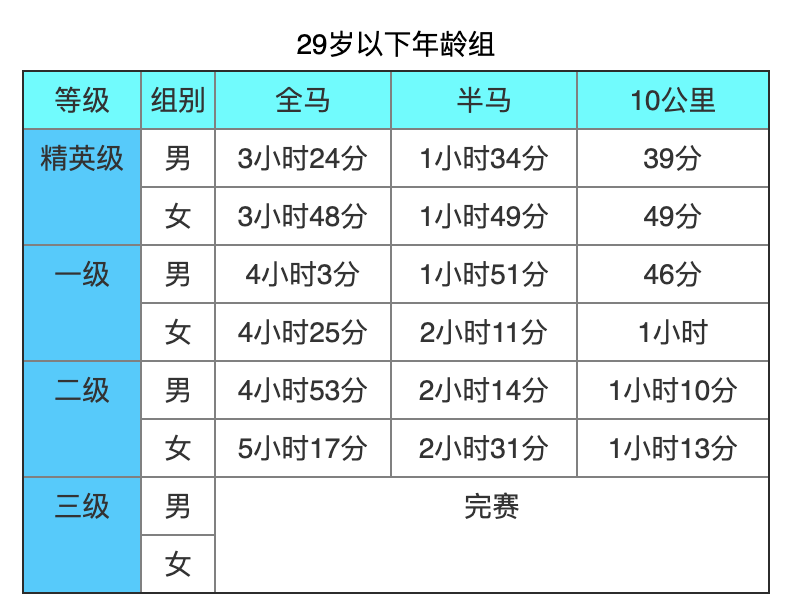 29岁以下年龄组
等级 组别 全马 半马 10公里
精英级 男 3小时24分 1小时34分 39分
女 3小时48分 1小时49分 49分
一级 男 4小时3分 1小时51分 46分
女 4小时25分 2小时11分 1小时
二级 男 4小时53分 2小时14分 1小时10分
女 5小时17分 2小时31分 1小时13分
三级 男 完赛
女